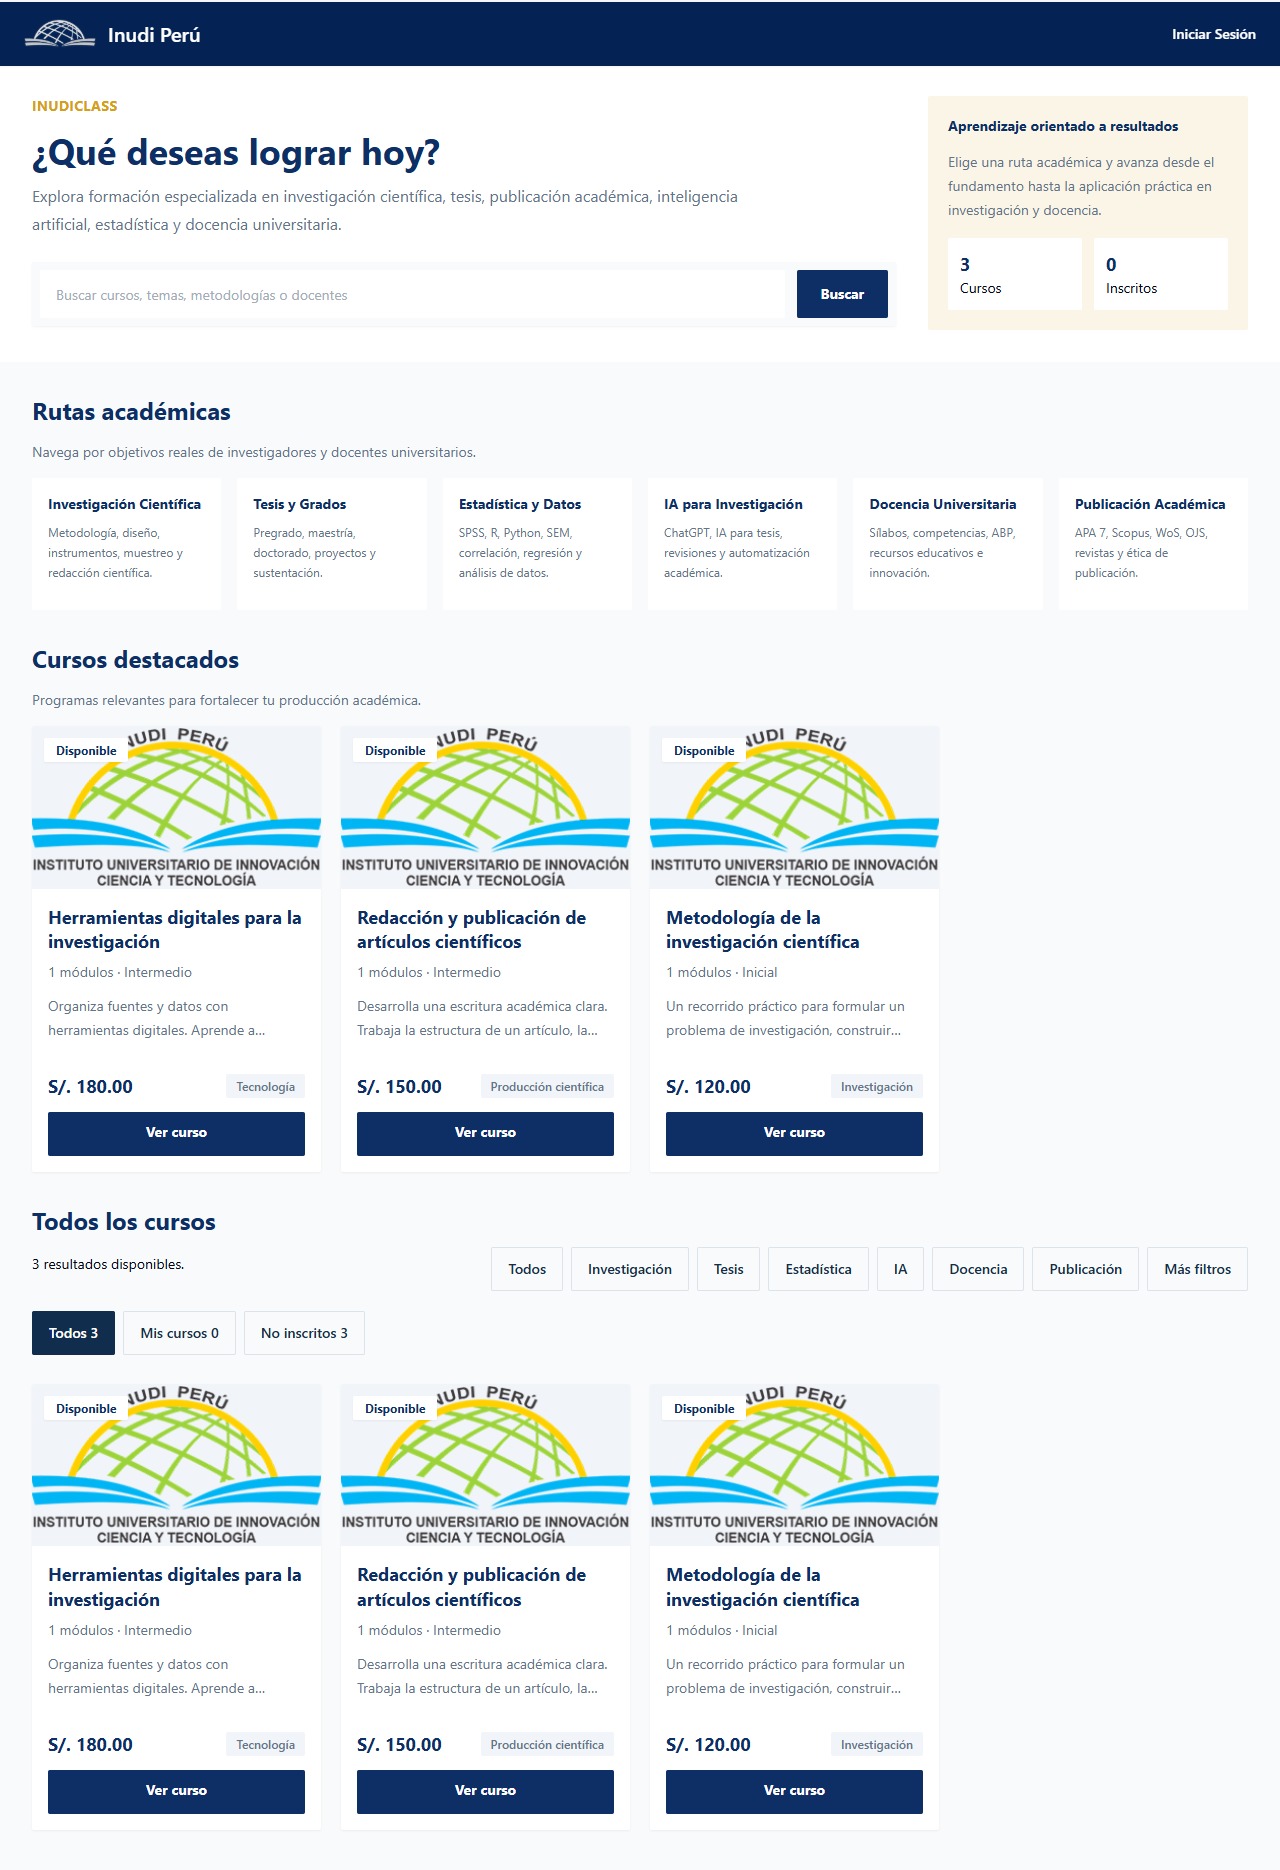 Inudi Perú
Iniciar Sesión
INUDICLASS
¿Qué deseas lograr hoy?
Explora formación especializada en investigación científica, tesis, publicación académica, inteligencia
artificial, estadística y docencia universitaria.
Buscar cursos, temas, metodologías o docentes
Buscar
Aprendizaje orientado a resultados
Elige una ruta académica y avanza desde el
fundamento hasta la aplicación práctica en
investigación y docencia.
3
Cursos
0
Inscritos
Rutas académicas
Navega por objetivos reales de investigadores y docentes universitarios.
Investigación Científica
Metodología, diseño,
instrumentos, muestreo y
redacción científica.
Tesis y Grados
Pregrado, maestría,
doctorado, proyectos y
sustentación.
Estadística y Datos
SPSS, R, Python, SEM,
correlación, regresión y
análisis de datos.
IA para Investigación
ChatGPT, IA para tesis,
revisiones y automatización
académica.
Docencia Universitaria
Sílabos, competencias, ABP,
recursos educativos e
innovación.
Publicación Académica
APA 7, Scopus, WoS, OJS,
revistas y ética de
publicación.
Cursos destacados
Programas relevantes para fortalecer tu producción académica.
Disponible
NUDI PERÚ
INSTITUTO UNIVERSITARIO DE INNOVACIÓN
CIENCIA Y TECNOLOGÍA
Herramientas digitales para la
investigación
1 módulos · Intermedio
Organiza fuentes y datos con
herramientas digitales. Aprende a...
S/. 180.00
Tecnología
Ver curso
Disponible
NUDI PERÚ
INSTITUTO UNIVERSITARIO DE INNOVACIÓN
CIENCIA Y TECNOLOGÍA
Redacción y publicación de
artículos científicos
1 módulos · Intermedio
Desarrolla una escritura académica clara.
Trabaja la estructura de un artículo, la...
S/. 150.00
Producción científica
Ver curso
Disponible
NUDI PERÚ
INSTITUTO UNIVERSITARIO DE INNOVACIÓN
CIENCIA Y TECNOLOGÍA
Metodología de la
investigación científica
1 módulos · Inicial
Un recorrido práctico para formular un
problema de investigación, construir...
S/. 120.00
Investigación
Ver curso
Todos los cursos
3 resultados disponibles.
Todos
Investigación
Tesis
Estadística
IA
Docencia
Publicación
Más filtros
Todos 3
Mis cursos 0
No inscritos 3
Disponible
NUDI PERÚ
INSTITUTO UNIVERSITARIO DE INNOVACIÓN
CIENCIA Y TECNOLOGÍA
Herramientas digitales para la
investigación
1 módulos · Intermedio
Organiza fuentes y datos con
herramientas digitales. Aprende a...
S/. 180.00
Tecnología
Ver curso
Disponible
NUDI PERÚ
INSTITUTO UNIVERSITARIO DE INNOVACIÓN
CIENCIA Y TECNOLOGÍA
Redacción y publicación de
artículos científicos
1 módulos · Intermedio
Desarrolla una escritura académica clara.
Trabaja la estructura de un artículo, la...
S/. 150.00
Producción científica
Ver curso
Disponible
NUDI PERÚ
INSTITUTO UNIVERSITARIO DE INNOVACIÓN
CIENCIA Y TECNOLOGÍA
Metodología de la
investigación científica
1 módulos · Inicial
Un recorrido práctico para formular un
problema de investigación, construir...
S/. 120.00
Investigación
Ver curso